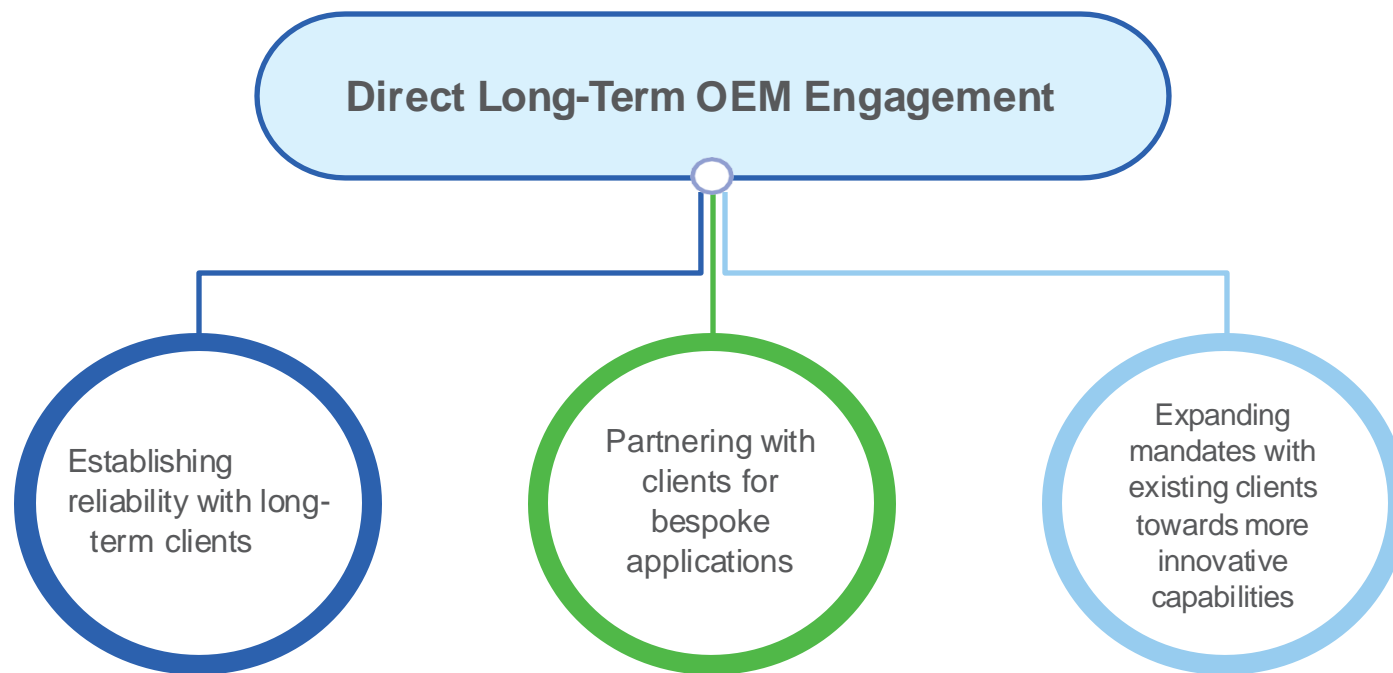 Direct Long-Term OEM Engagement
Establishing
reliability with long-
term clients
Partnering with
clients for
bespoke
applications
Expanding
mandates with
existing clients
towards more
innovative
capabilities